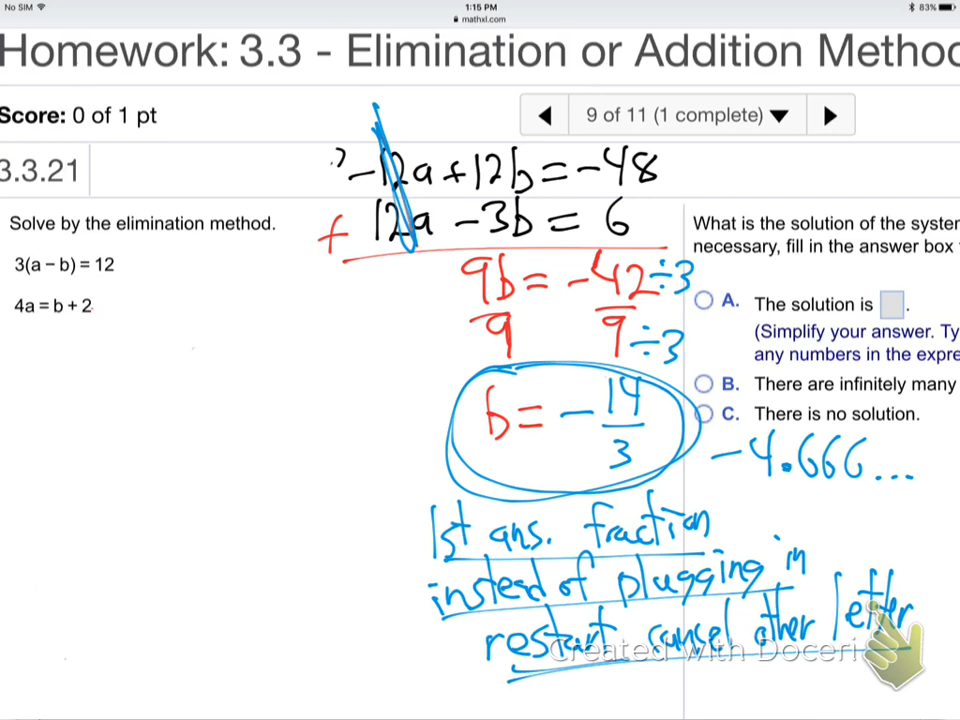 No SIM 1:15 PM 83%
mathxl.com
Homework: 3.3 - Elimination or Addition Metho
Score: 0 of 1 pt
9 of 11 (1 complete)
3.3.21
Solve by the elimination method.
3(a − b) = 12
4a = b + 2
-12a + 12b = -48
+ 12a - 3b = 6
9b = -42 ÷3
9 9 ÷3
b = - 14
3
-4.666...
1st ans. fraction
instead of plugging in
restart cancel other letter
What is the solution of the syste
necessary, fill in the answer box
A. The solution is .
(Simplify your answer. Ty
any numbers in the expre
B. There are infinitely many
C. There is no solution.
Created with Doceri